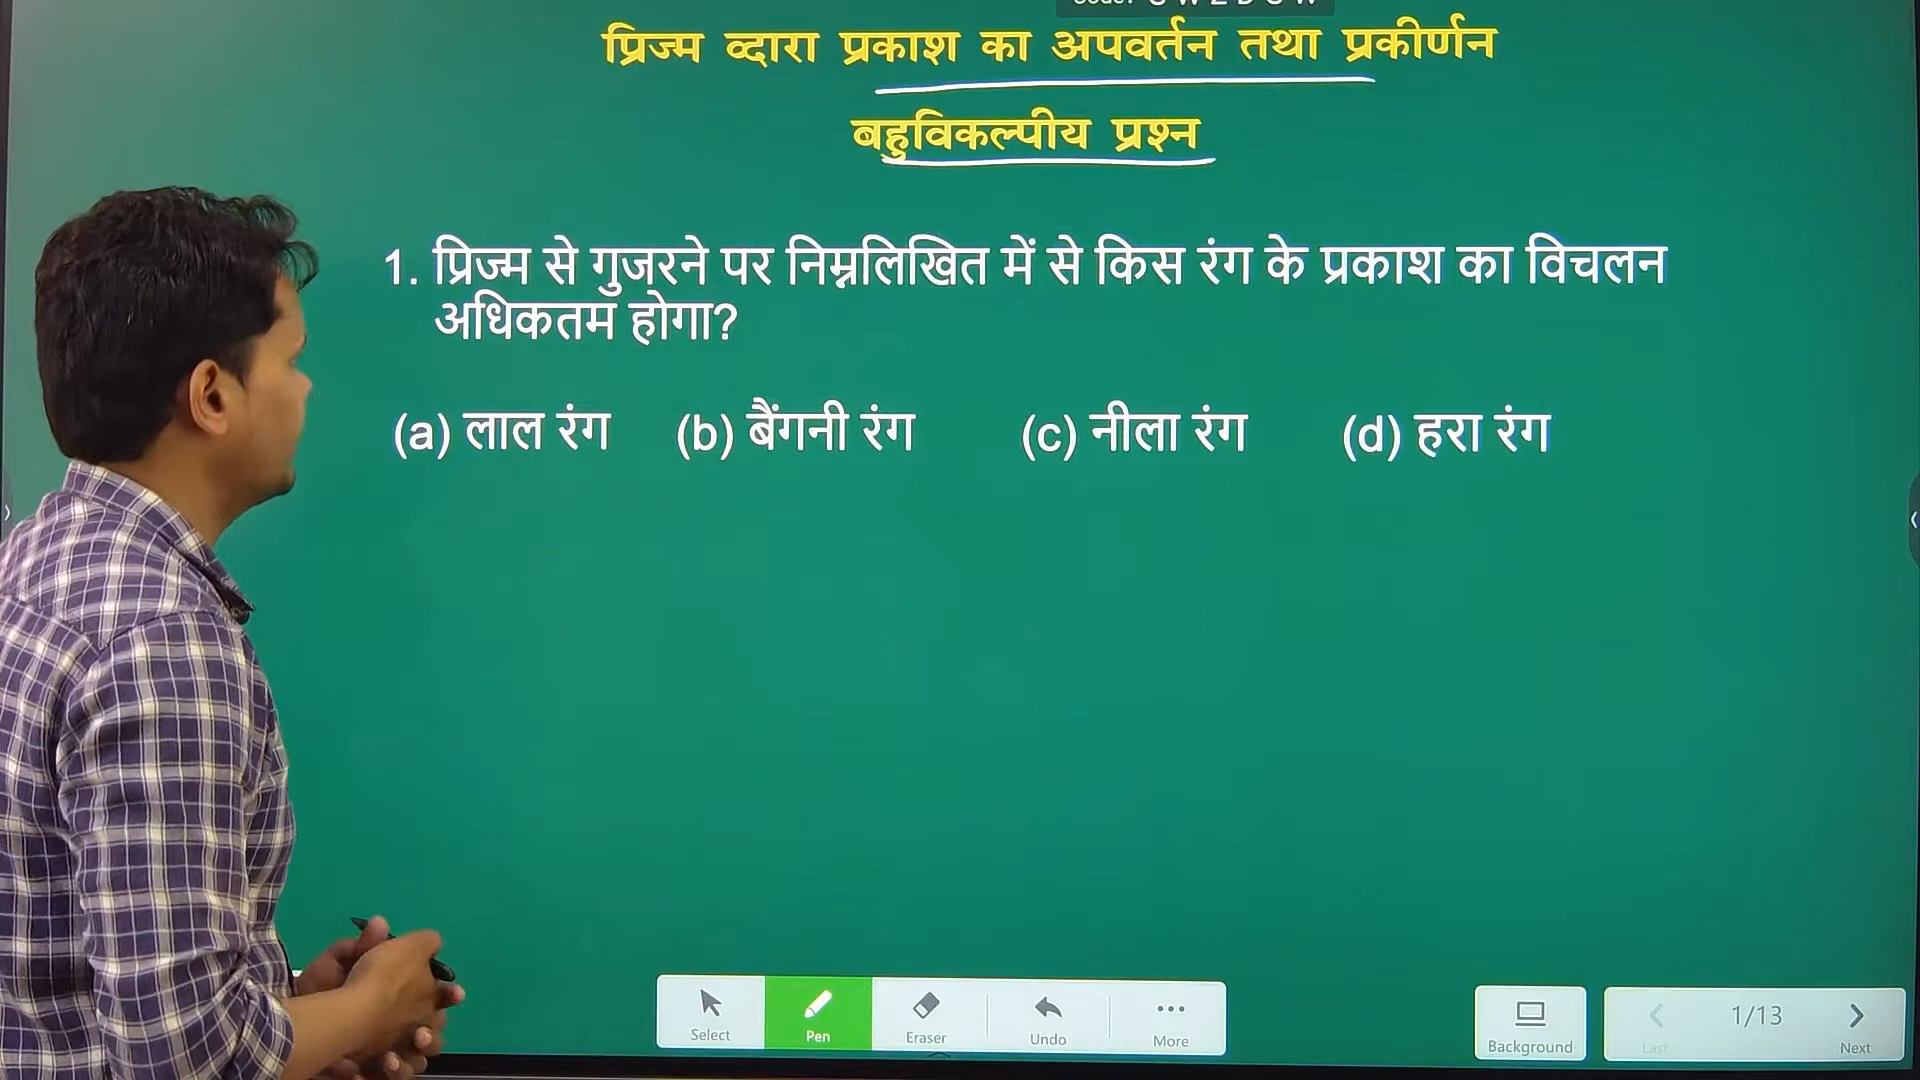 प्रिज्म व्दारा प्रकाश का अपवर्तन तथा प्रकीर्णन
बहुविकल्पीय प्रश्न
1. प्रिज्म से गुजरने पर निम्नलिखित में से किस रंग के प्रकाश का विचलन
अधिकतम होगा?
(a) लाल रंग (b) बैंगनी रंग (c) नीला रंग (d) हरा रंग
Select Pen Eraser Undo More Background Last 1/13 Next